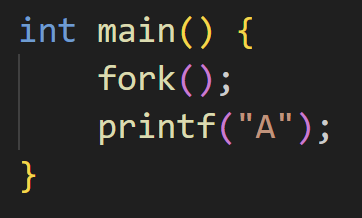 int main() {
    fork();
    printf("A");
}